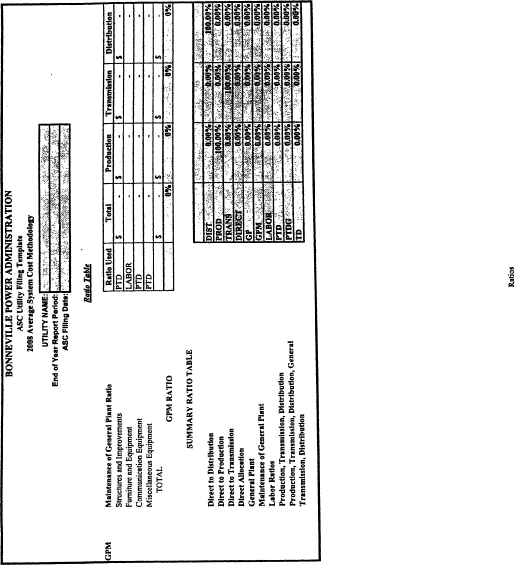 BONNEVILLE POWER ADMINISTRATION
ASC Utility Filing Template
2008 Average System Cost Methodology
UTILITY NAME:
End of Year Report Period:
ASC Filing Date:
Ratio Table
GPM Maintenance of General Plant Ratio Ratio Used Total Production Transmission Distribution
Structures and Improvements PTD $ - $ - $ - $ -
Furniture and Equipment LABOR - - - -
Communication Equipment PTD - - - -
Miscellaneous Equipment PTD - - - -
TOTAL $ - $ - $ - $ -
GPM RATIO 0% 0% 0% 0%
SUMMARY RATIO TABLE
Direct to Distribution DIST 0.00% 0.00% 100.00%
Direct to Production PROD 100.00% 0.00% 0.00%
Direct to Transmission TRANS 0.00% 100.00% 0.00%
Direct Allocation DIRECT 0.00% 0.00% 0.00%
General Plant GP 0.00% 0.00% 0.00%
Maintenance of General Plant GPM 0.00% 0.00% 0.00%
Labor Ratios LABOR 0.00% 0.00% 0.00%
Production, Transmission, Distribution PTD 0.00% 0.00% 0.00%
Production, Transmission, Distribution, General PTDG 0.00% 0.00% 0.00%
Transmission, Distribution TD 0.00% 0.00% 0.00%
Ratios